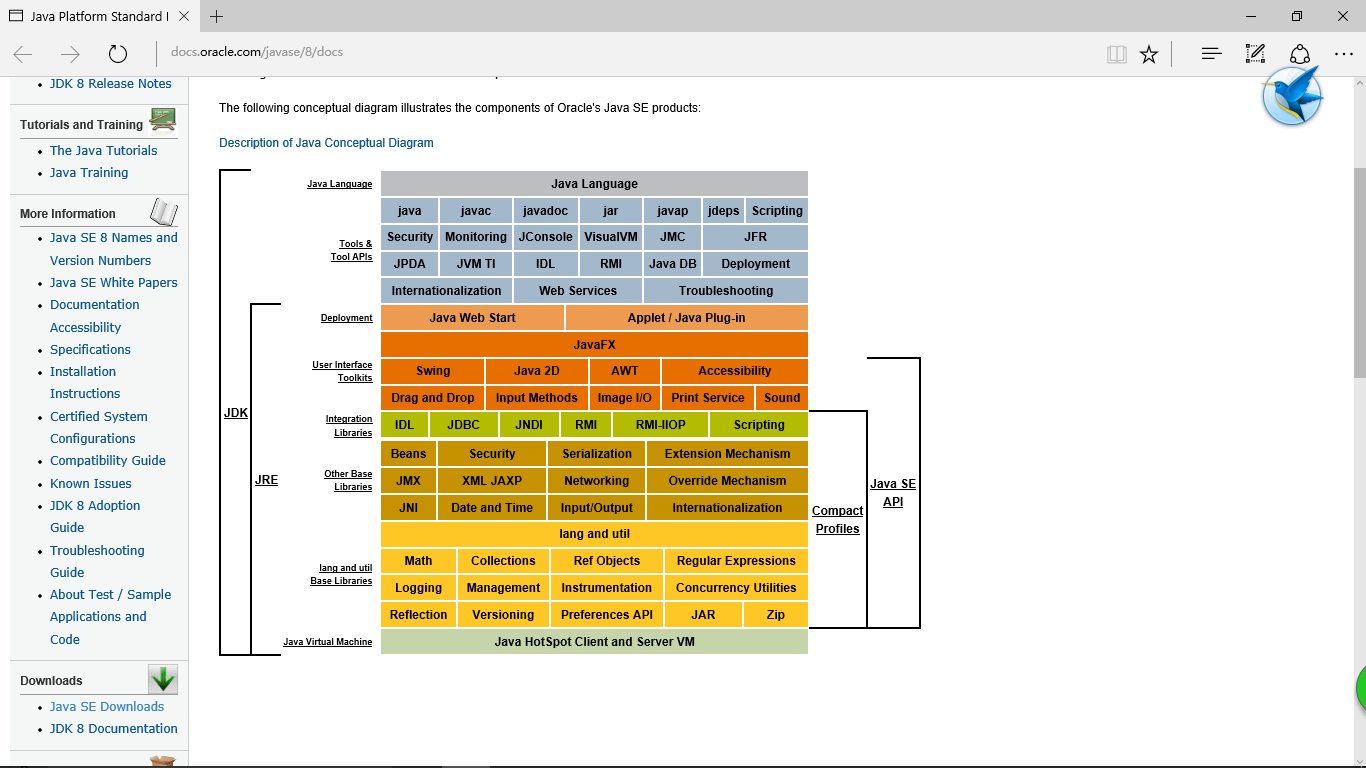 Java Platform Standard
docs.oracle.com/javase/8/docs
JDK 8 Release Notes
Tutorials and Training
The Java Tutorials
Java Training
More Information
Java SE 8 Names and
Version Numbers
Java SE White Papers
Documentation
Accessibility
Specifications
Installation
Instructions
Certified System
Configurations
Compatibility Guide
Known Issues
JDK 8 Adoption
Guide
Troubleshooting
Guide
About Test / Sample
Applications and
Code
Downloads
Java SE Downloads
JDK 8 Documentation
The following conceptual diagram illustrates the components of Oracle's Java SE products:
Description of Java Conceptual Diagram
Java Language Java Language
java javac javadoc jar javap jdeps Scripting
Tools &
Tool APIs
Security Monitoring JConsole VisualVM JMC JFR
JPDA JVM TI IDL RMI Java DB Deployment
Internationalization Web Services Troubleshooting
Deployment Java Web Start Applet / Java Plug-in
JavaFX
User Interface
Toolkits
Swing Java 2D AWT Accessibility
Drag and Drop Input Methods Image I/O Print Service Sound
JDK
Integration
Libraries
IDL JDBC JNDI RMI RMI-IIOP Scripting
Beans Security Serialization Extension Mechanism
JRE
Other Base
Libraries
JMX XML JAXP Networking Override Mechanism
JNI Date and Time Input/Output Internationalization
Java SE
API
Compact
Profiles
lang and util
lang and util
Base Libraries
Math Collections Ref Objects Regular Expressions
Logging Management Instrumentation Concurrency Utilities
Reflection Versioning Preferences API JAR Zip
Java Virtual Machine Java HotSpot Client and Server VM